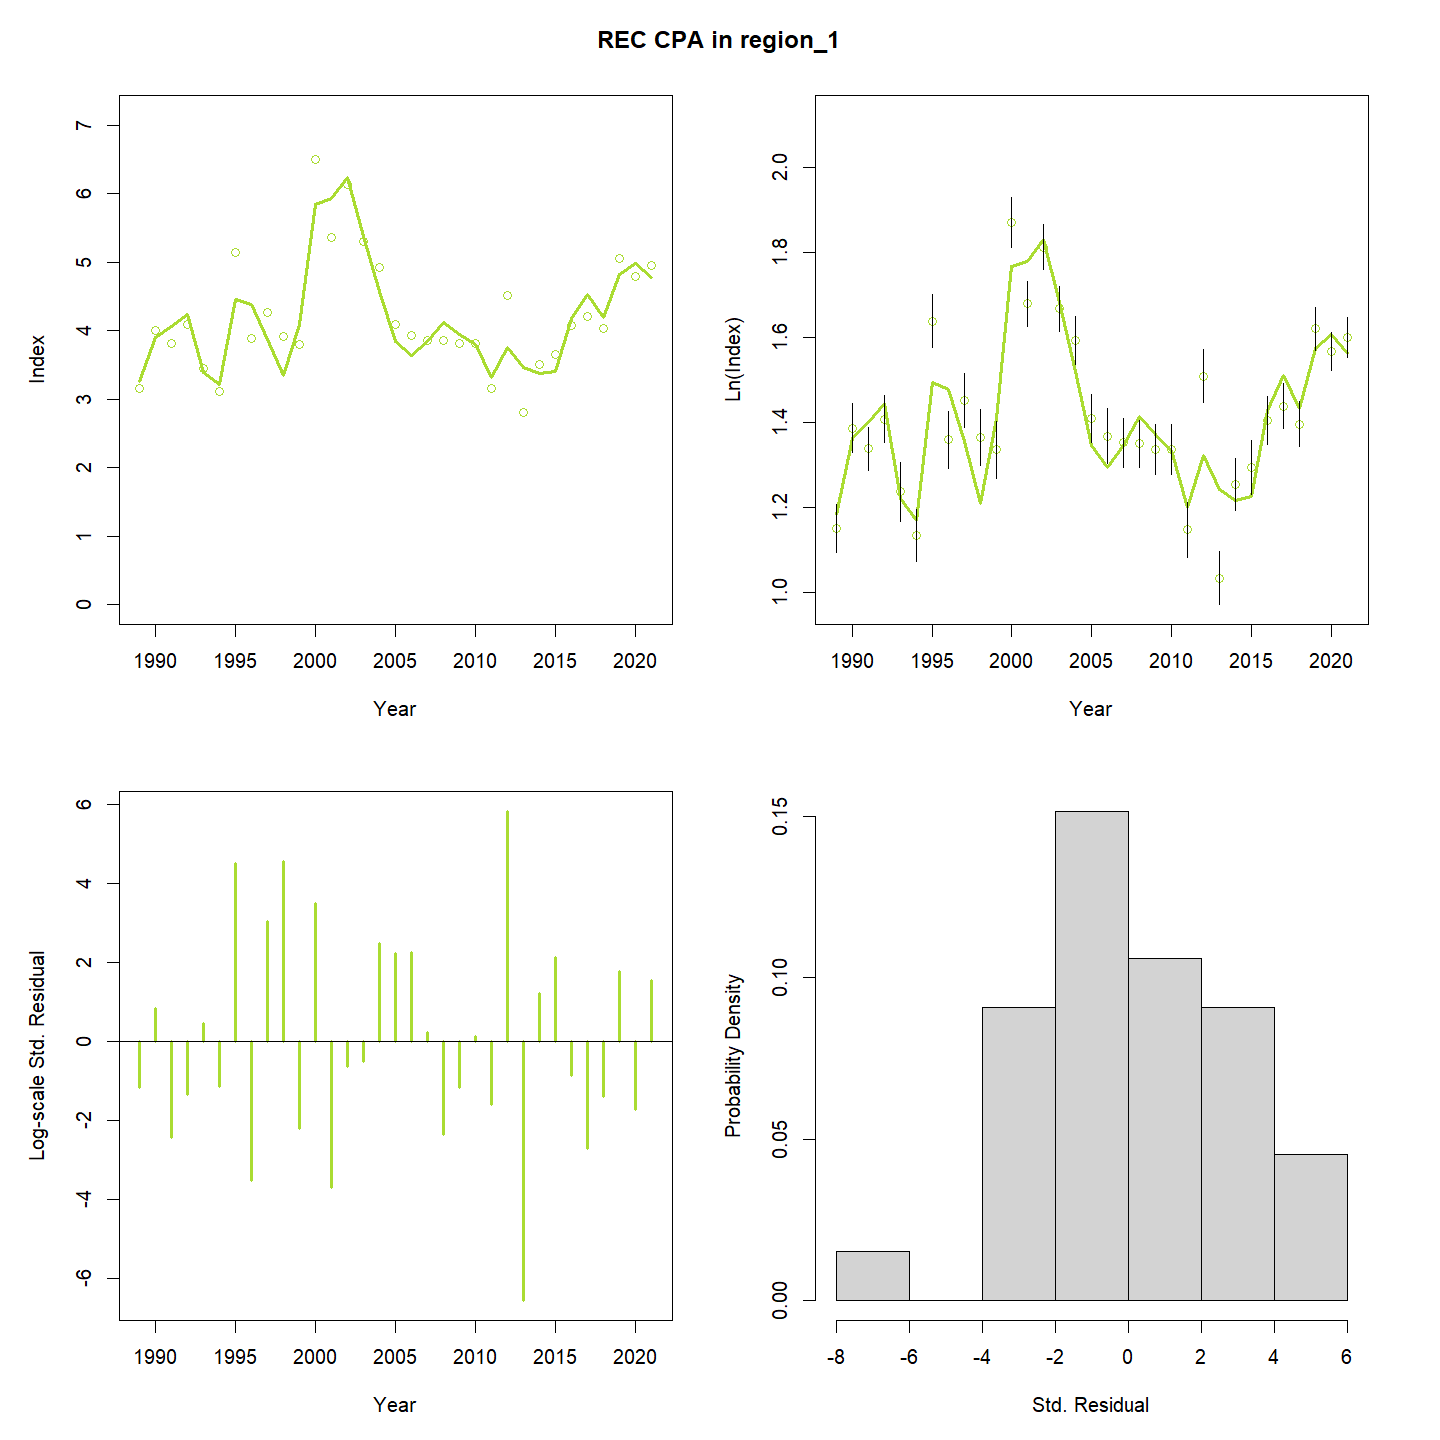 REC CPA in region_1
Index
7
6
5
4
3
2
1
0
1990 1995 2000 2005 2010 2015 2020
Year
Ln(Index)
2.0
1.8
1.6
1.4
1.2
1.0
1990 1995 2000 2005 2010 2015 2020
Year
Log-scale Std. Residual
6
4
2
0
-2
-4
-6
1990 1995 2000 2005 2010 2015 2020
Year
Probability Density
0.15
0.10
0.05
0.00
-8 -6 -4 -2 0 2 4 6
Std. Residual